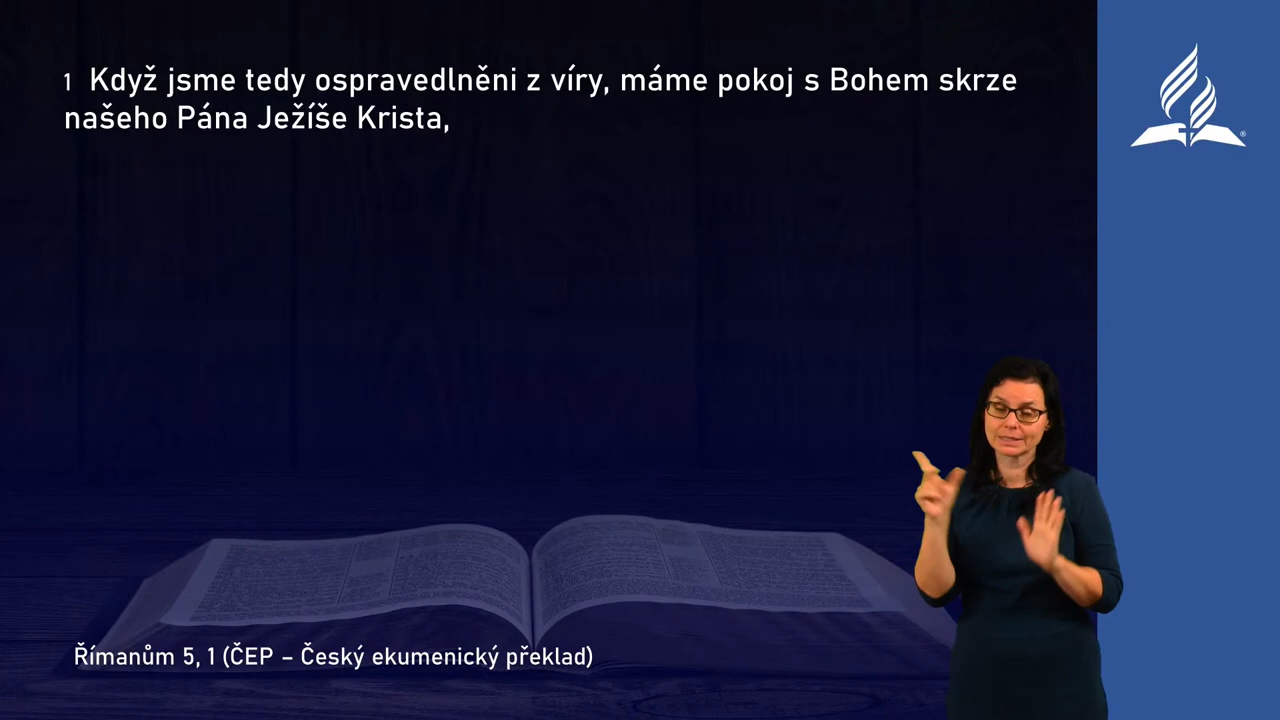 1 Když jsme tedy ospravedlněni z víry, máme pokoj s Bohem skrze
našeho Pána Ježíše Krista,
Římanům 5, 1 (ČEP – Český ekumenický překlad)